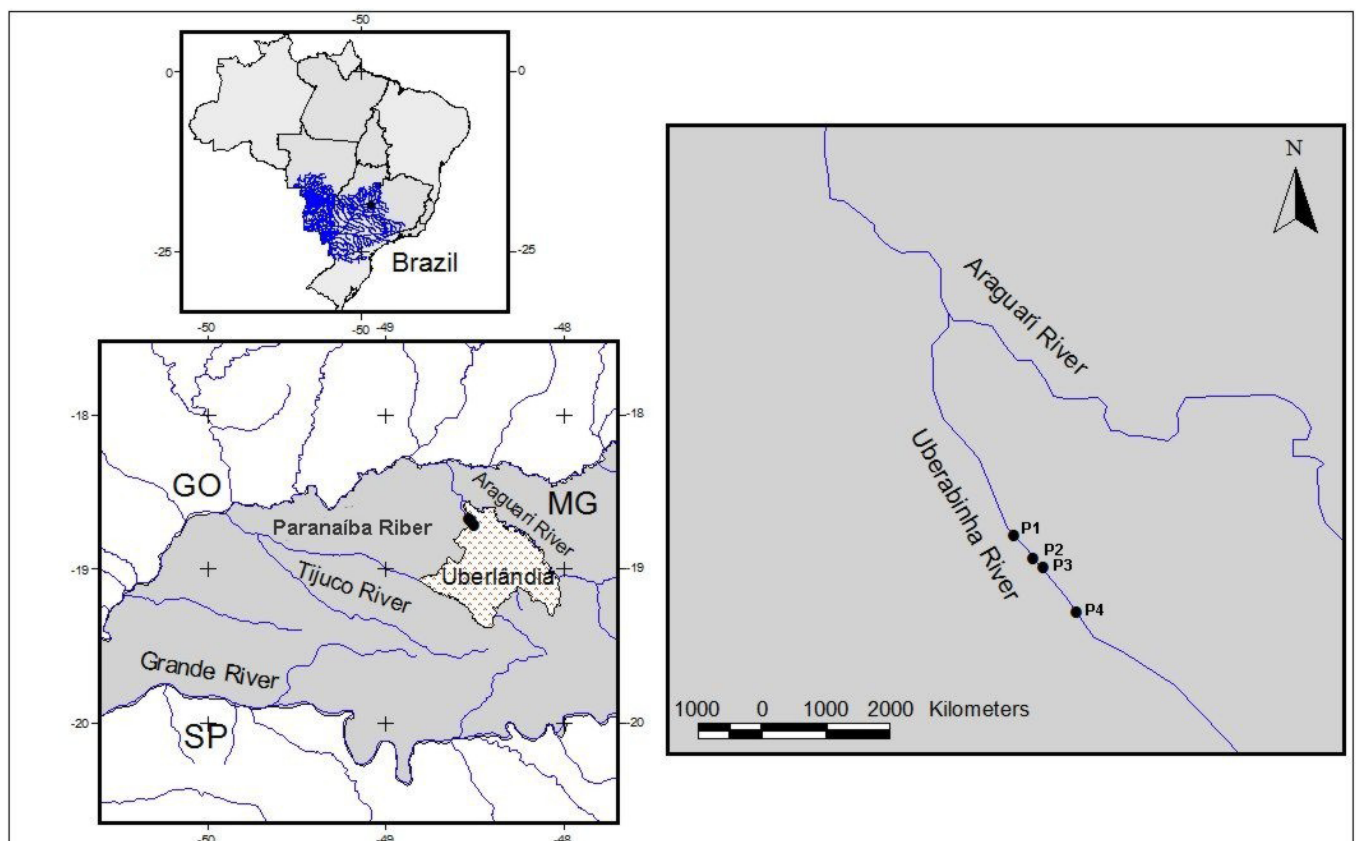 -50
0
0
-25
-25
Brazil
-50
-50
-49
-48
-18
-18
GO
MG
Araguari River
Paranaíba Riber
-19
-19
Uberlândia
Tijuco River
Grande River
-20
-20
SP
-50
-49
-48
N
Araguari River
Uberabinha River
P1
P2
P3
P4
1000 0 1000 2000 Kilometers